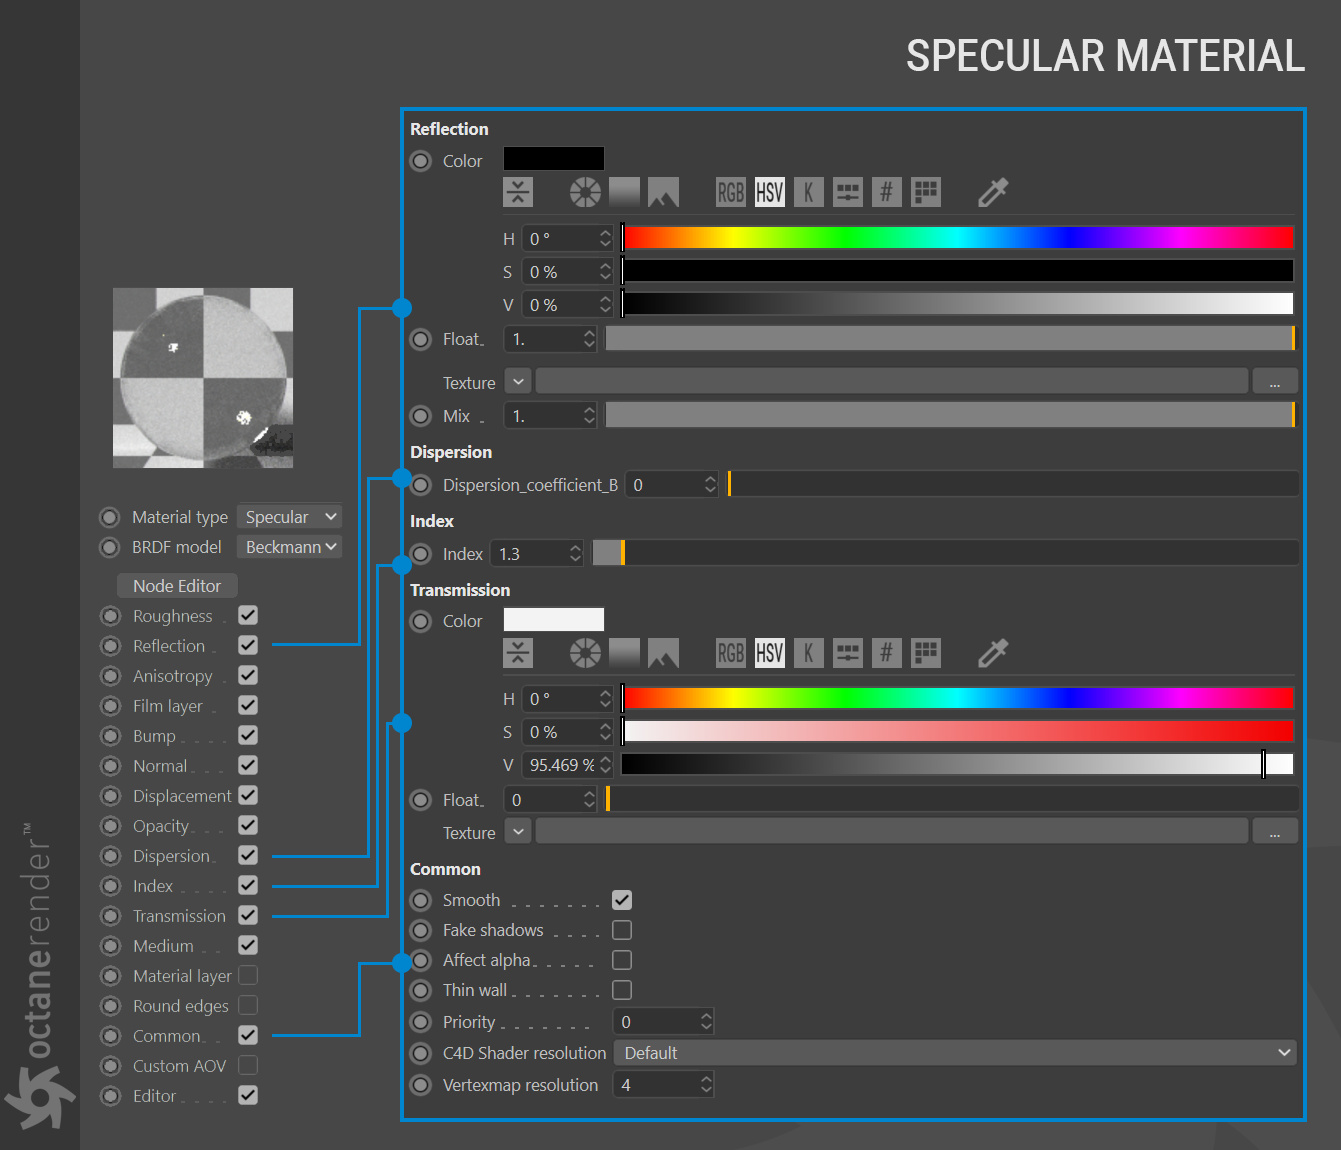 SPECULAR MATERIAL
Reflection
Color
RGB HSV K #
H 0 °
S 0 %
V 0 %
Float 1.
Texture ...
Mix 1.
Dispersion
Dispersion_coefficient_B 0
Index
Index 1.3
Transmission
Color
RGB HSV K #
H 0 °
S 0 %
V 95.469 %
Float 0
Texture ...
Common
Smooth
Fake shadows
Affect alpha
Thin wall
Priority 0
C4D Shader resolution Default
Vertexmap resolution 4
Material type Specular
BRDF model Beckmann
Node Editor
Roughness
Reflection
Anisotropy
Film layer
Bump
Normal
Displacement
Opacity
Dispersion
Index
Transmission
Medium
Material layer
Round edges
Common
Custom AOV
Editor
octanerender™